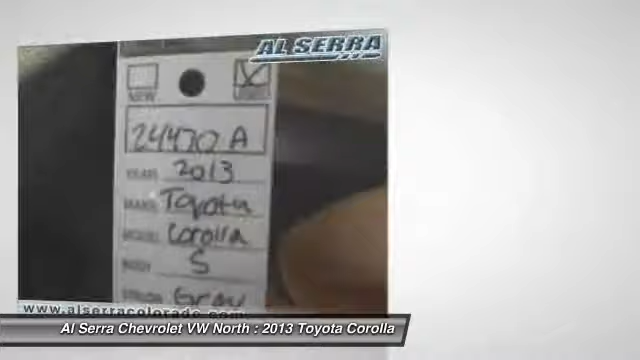 AL SERRA
NEW
24470 A
YEAR 2013
MAKE Toyota
MODEL Corolla
BODY S
COLOR Gray
www.alserracolorado.com
Al Serra Chevrolet VW North : 2013 Toyota Corolla